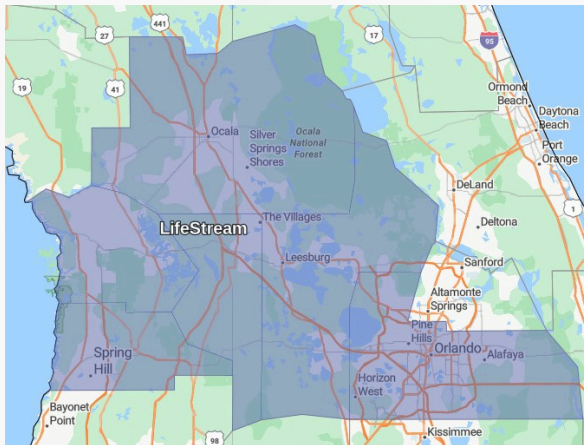 441
27
17
95
19
41
Ormond
Beach
Daytona
Beach
Ocala
Ocala
National
Forest
Silver
Springs
Shores
Port
Orange
DeLand
1
The Villages
Deltona
LifeStream
Leesburg
Sanford
Altamonte
Springs
Pine
Hills
Orlando
Alafaya
Spring
Hill
Horizon
West
Bayonet
Point
98
Kissimmee